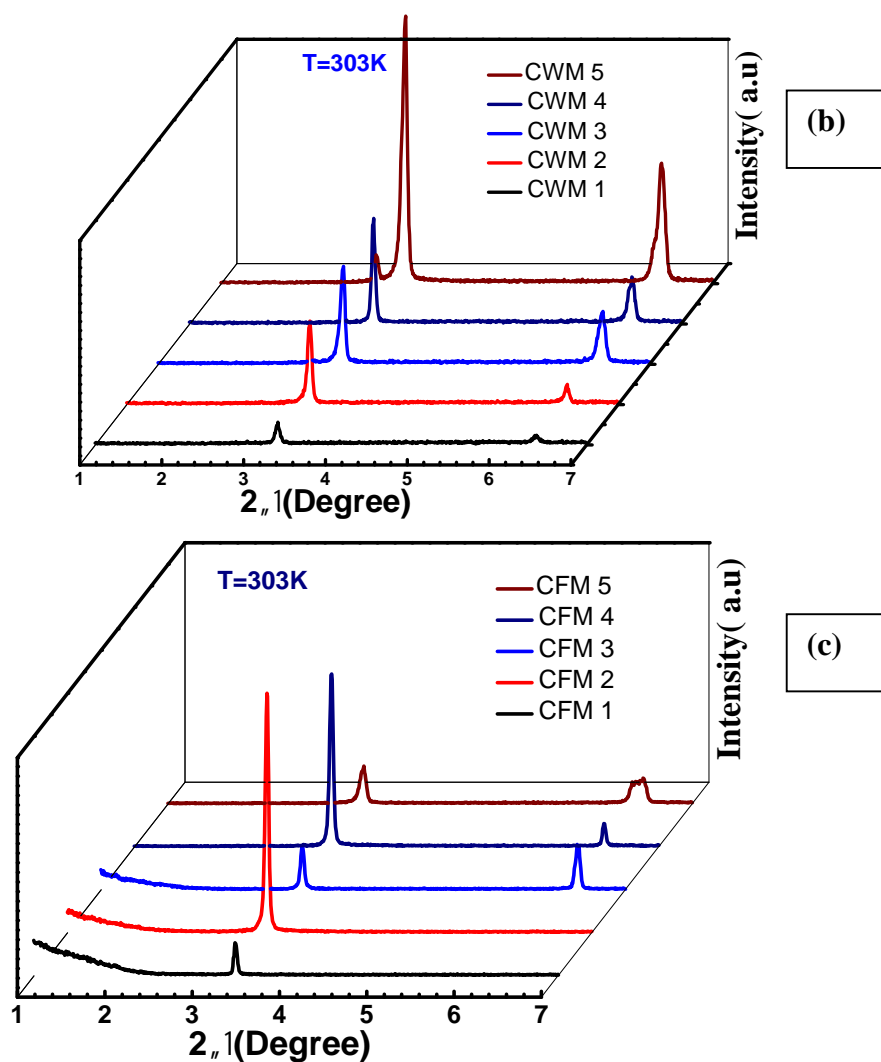 T=303K
CWM 5
CWM 4
CWM 3
CWM 2
CWM 1
Intensity( a.u)
(b)
1 2 3 4 5 6 7
2„1(Degree)
T=303K
CFM 5
CFM 4
CFM 3
CFM 2
CFM 1
Intensity( a.u)
(c)
1 2 3 4 5 6 7
2„1(Degree)